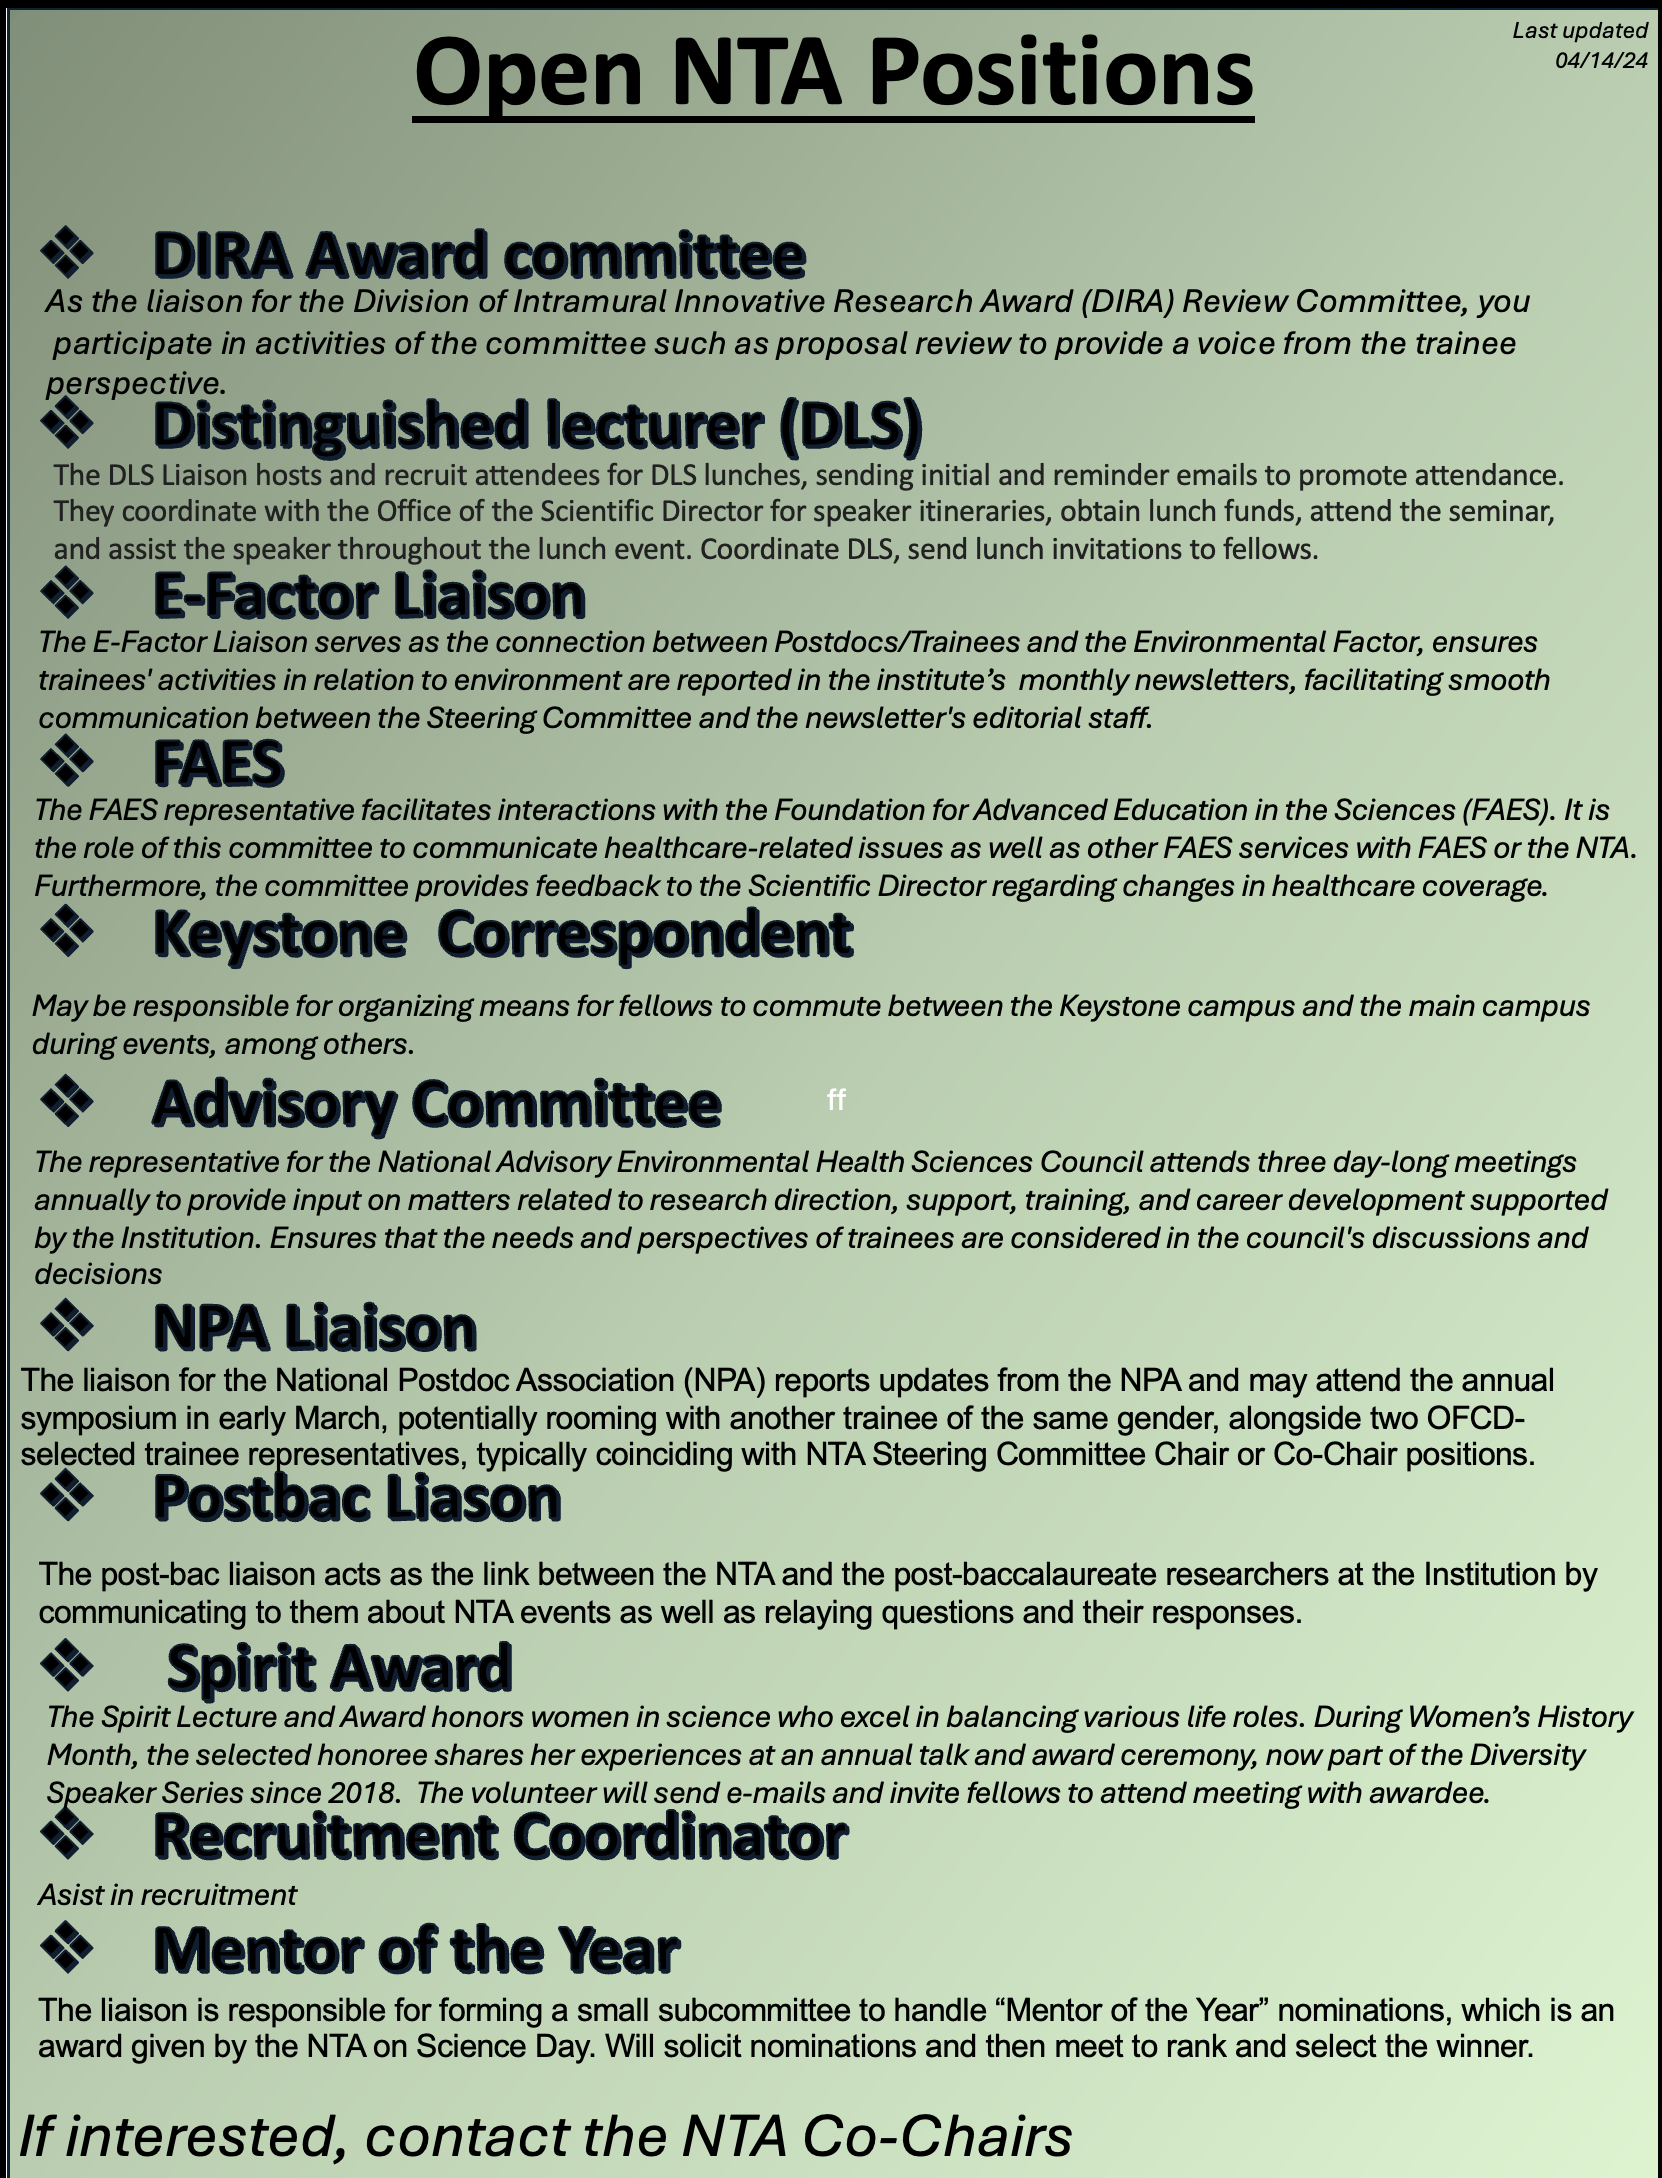 Last updated
04/14/24
Open NTA Positions
❖ DIRA Award committee
As the liaison for the Division of Intramural Innovative Research Award (DIRA) Review Committee, you
participate in activities of the committee such as proposal review to provide a voice from the trainee
perspective.
❖ Distinguished lecturer (DLS)
The DLS Liaison hosts and recruit attendees for DLS lunches, sending initial and reminder emails to promote attendance.
They coordinate with the Office of the Scientific Director for speaker itineraries, obtain lunch funds, attend the seminar,
and assist the speaker throughout the lunch event. Coordinate DLS, send lunch invitations to fellows.
❖ E-Factor Liaison
The E-Factor Liaison serves as the connection between Postdocs/Trainees and the Environmental Factor, ensures
trainees' activities in relation to environment are reported in the institute’s monthly newsletters, facilitating smooth
communication between the Steering Committee and the newsletter's editorial staff.
❖ FAES
The FAES representative facilitates interactions with the Foundation for Advanced Education in the Sciences (FAES). It is
the role of this committee to communicate healthcare-related issues as well as other FAES services with FAES or the NTA.
Furthermore, the committee provides feedback to the Scientific Director regarding changes in healthcare coverage.
❖ Keystone Correspondent
May be responsible for organizing means for fellows to commute between the Keystone campus and the main campus
during events, among others.
❖ Advisory Committee ff
The representative for the National Advisory Environmental Health Sciences Council attends three day-long meetings
annually to provide input on matters related to research direction, support, training, and career development supported
by the Institution. Ensures that the needs and perspectives of trainees are considered in the council's discussions and
decisions
❖ NPA Liaison
The liaison for the National Postdoc Association (NPA) reports updates from the NPA and may attend the annual
symposium in early March, potentially rooming with another trainee of the same gender, alongside two OFCD-
selected trainee representatives, typically coinciding with NTA Steering Committee Chair or Co-Chair positions.
❖ Postbac Liason
The post-bac liaison acts as the link between the NTA and the post-baccalaureate researchers at the Institution by
communicating to them about NTA events as well as relaying questions and their responses.
❖ Spirit Award
The Spirit Lecture and Award honors women in science who excel in balancing various life roles. During Women’s History
Month, the selected honoree shares her experiences at an annual talk and award ceremony, now part of the Diversity
Speaker Series since 2018. The volunteer will send e-mails and invite fellows to attend meeting with awardee.
❖ Recruitment Coordinator
Asist in recruitment
❖ Mentor of the Year
The liaison is responsible for forming a small subcommittee to handle “Mentor of the Year” nominations, which is an
award given by the NTA on Science Day. Will solicit nominations and then meet to rank and select the winner.
If interested, contact the NTA Co-Chairs